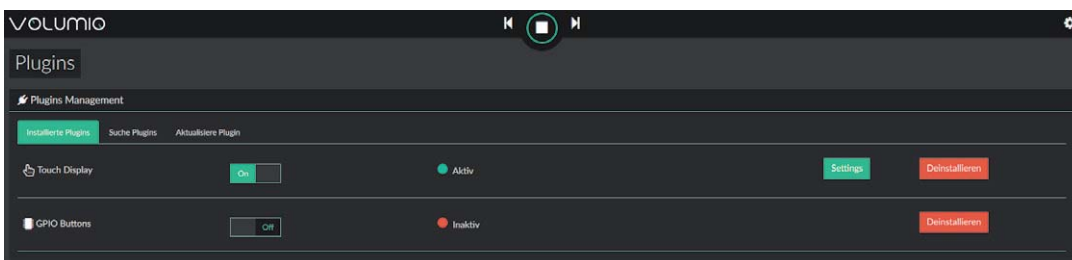 VOLUMIO
Plugins
Plugins Management
Installierte Plugins Suche Plugins Aktualisiere Plugin
Touch Display On Aktiv Settings Deinstallieren
GPIO Buttons Off Inaktiv Deinstallieren